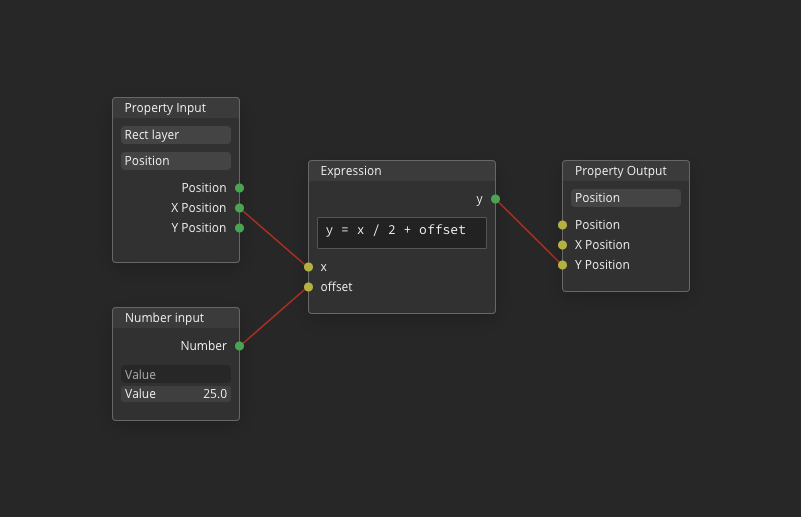 Property Input
Rect layer
Position
Position
X Position
Y Position
Number input
Number
Value
Value 25.0
Expression
y
y = x / 2 + offset
x
offset
Property Output
Position
Position
X Position
Y Position